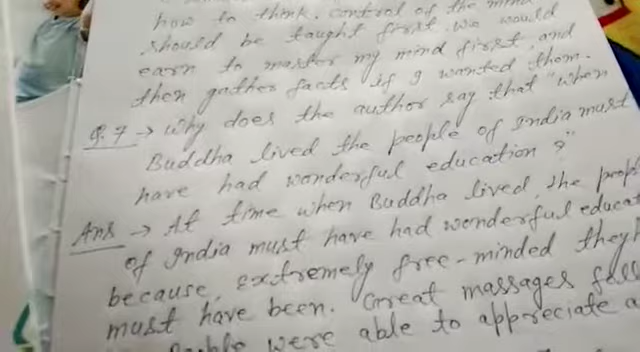 how to think. control of the mind
should be taught first. We would
earn to master my mind first and
then gather facts if I wanted them.
Q.7 → Why does the author say that "when
Buddha lived the people of India must
have had wonderful education?"
Ans → At time when Buddha lived the peopl
of India must have had wonderful educat
because, extremely free-minded they
must have been. Great massages fall
were able to appreciate a